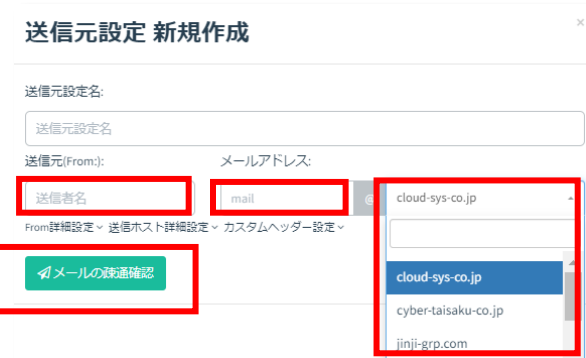 送信元設定 新規作成
×
送信元設定名:
送信元設定名
送信元(From:):
メールアドレス:
送信者名
mail
@
cloud-sys-co.jp
From詳細設定 送信ホスト詳細設定 カスタムヘッダー設定
メールの疎通確認
cloud-sys-co.jp
cyber-taisaku-co.jp
jinji-grp.com